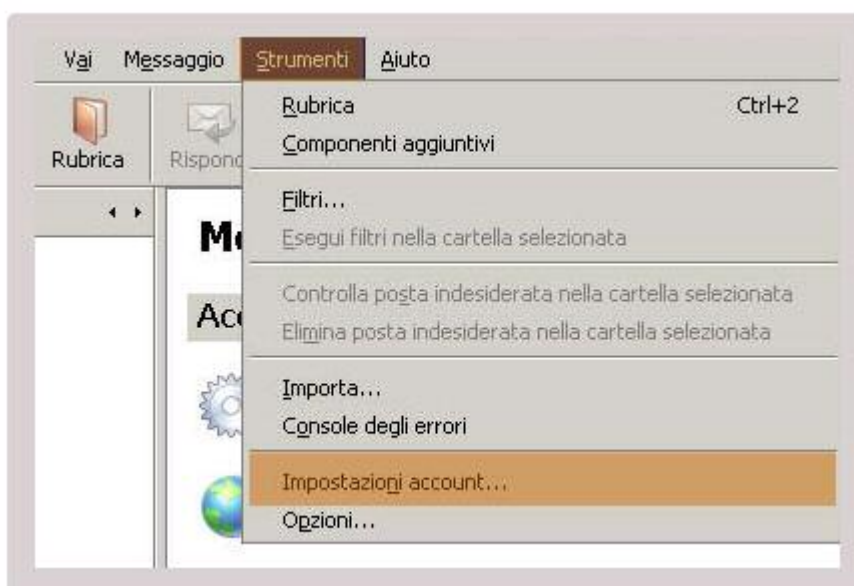 Vai Messaggio Strumenti Aiuto
Rubrica
Rubrica Ctrl+2
Componenti aggiuntivi
Filtri...
Esegui filtri nella cartella selezionata
Controlla posta indesiderata nella cartella selezionata
Elimina posta indesiderata nella cartella selezionata
Importa...
Console degli errori
Impostazioni account...
Opzioni...